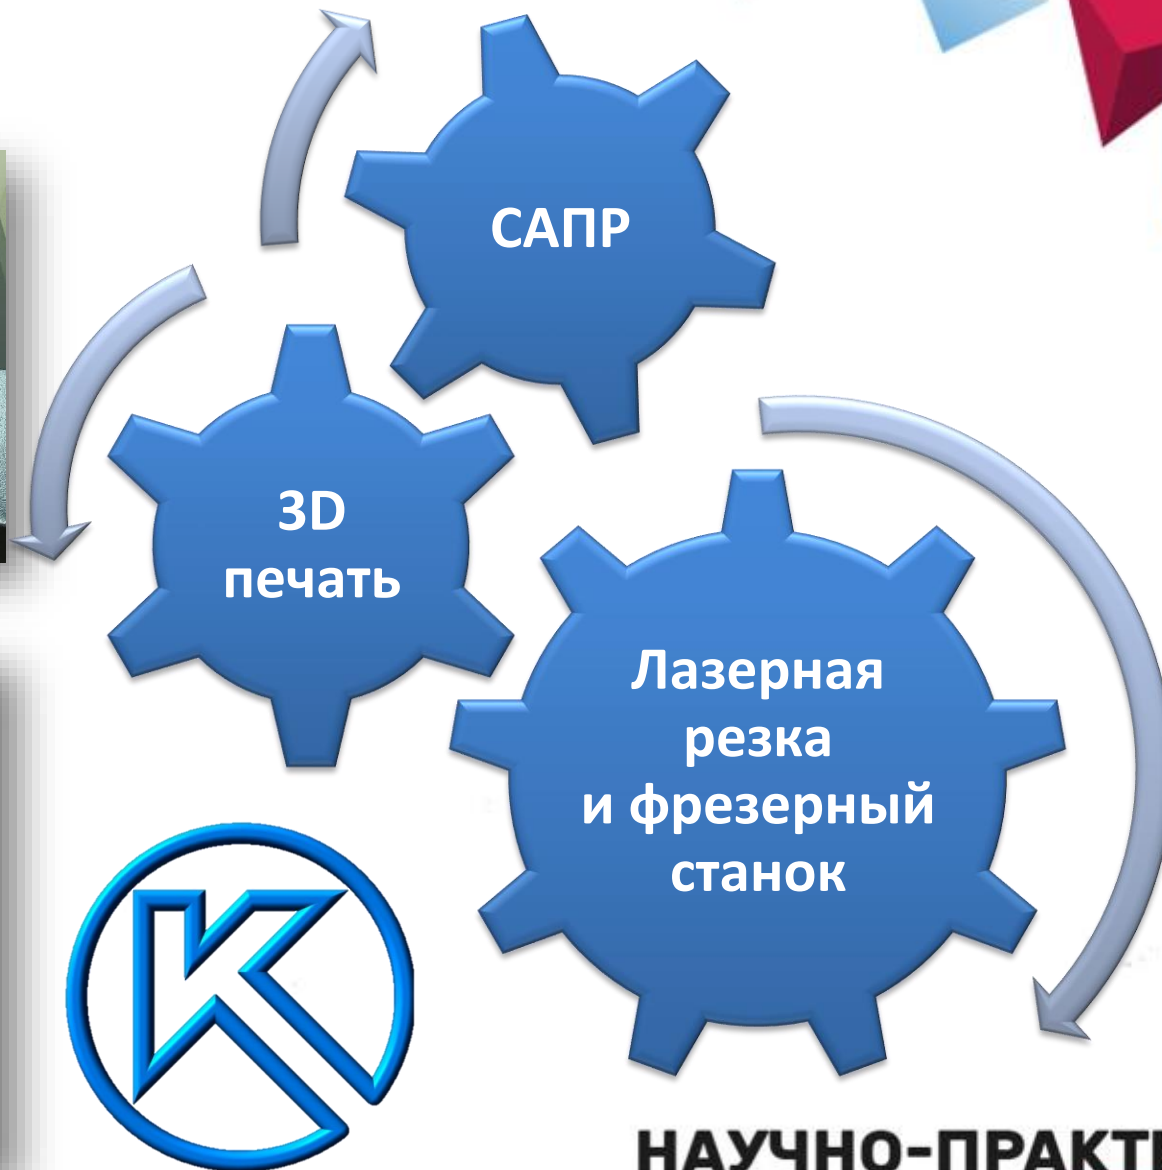 САПР
3D
печать
Лазерная
резка
и фрезерный
станок